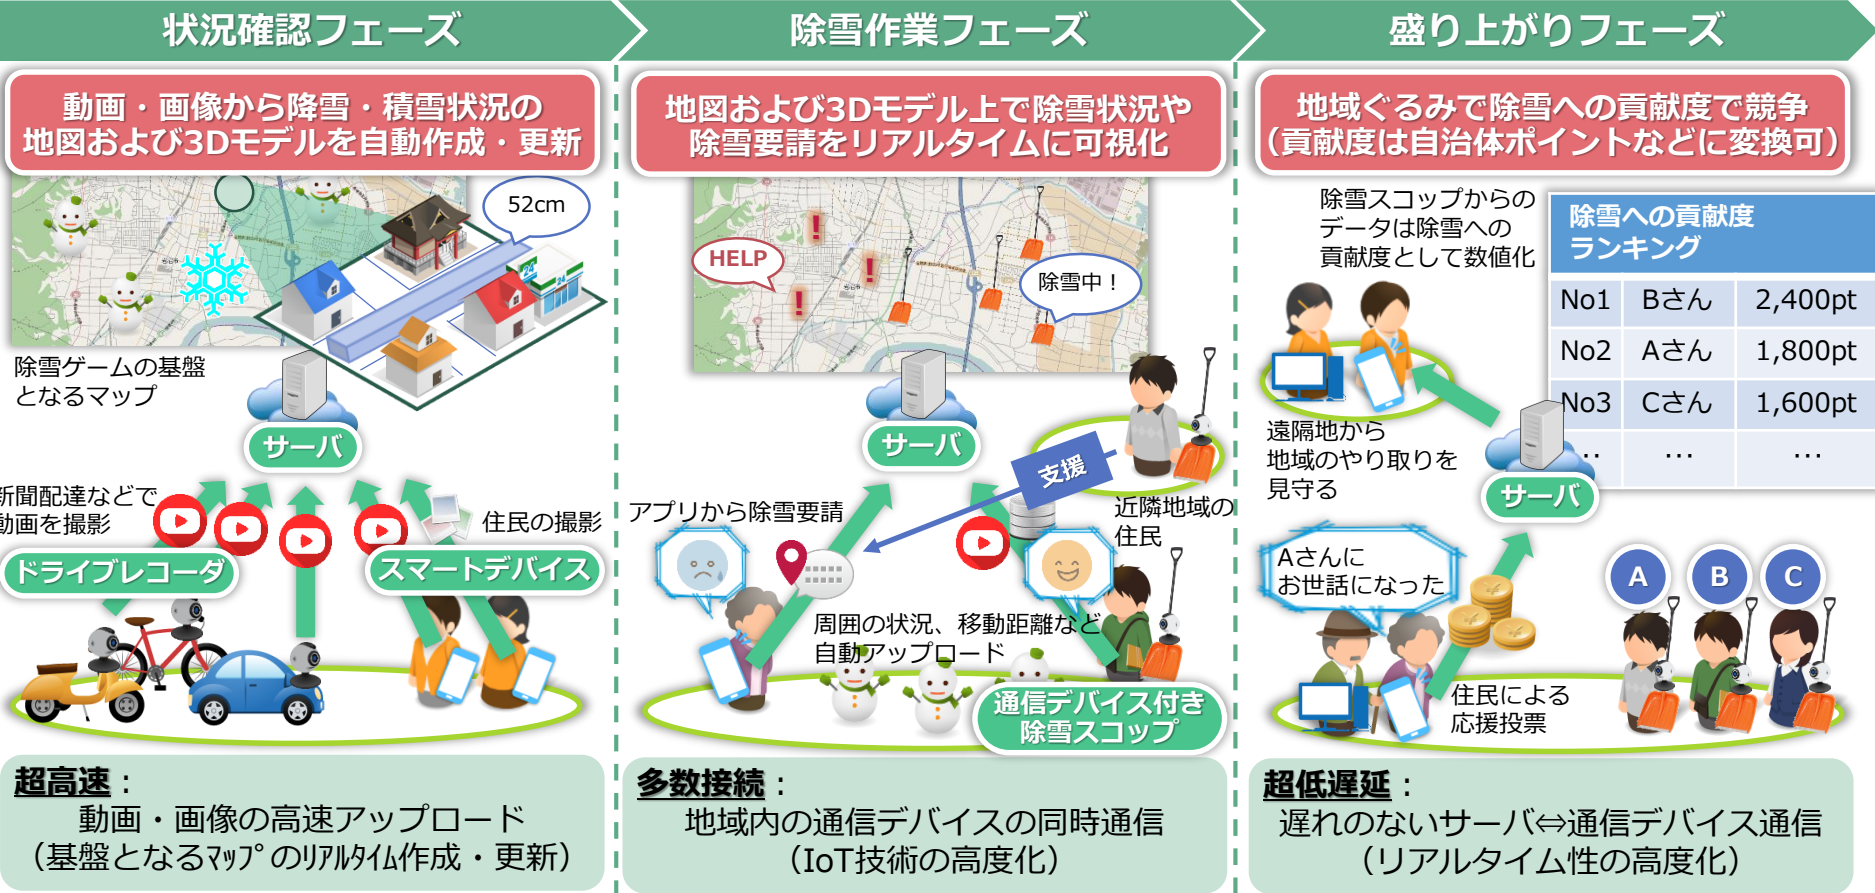 状況確認フェーズ
動画・画像から降雪・積雪状況の
地図および3Dモデルを自動作成・更新
52cm
除雪ゲームの基盤
となるマップ
サーバ
新聞配達などで
動画を撮影
住民の撮影
ドライブレコーダ
スマートデバイス
超高速：
動画・画像の高速アップロード
（基盤となるﾏｯﾌﾟのﾘｱﾙﾀｲﾑ作成・更新）
除雪作業フェーズ
地図および3Dモデル上で除雪状況や
除雪要請をリアルタイムに可視化
HELP
除雪中！
サーバ
支援
近隣地域の
住民
アプリから除雪要請
周囲の状況、移動距離など
自動アップロード
通信デバイス付き
除雪スコップ
多数接続：
地域内の通信デバイスの同時通信
（IoT技術の高度化）
盛り上がりフェーズ
地域ぐるみで除雪への貢献度で競争
（貢献度は自治体ポイントなどに変換可）
除雪スコップからの
データは除雪への
貢献度として数値化
除雪への貢献度
ランキング
No1 Bさん 2,400pt
No2 Aさん 1,800pt
No3 Cさん 1,600pt
… … …
遠隔地から
地域のやり取りを
見守る
サーバ
Aさんに
お世話になった
A B C
住民による
応援投票
超低遅延：
遅れのないサーバ⇔通信デバイス通信
（リアルタイム性の高度化）